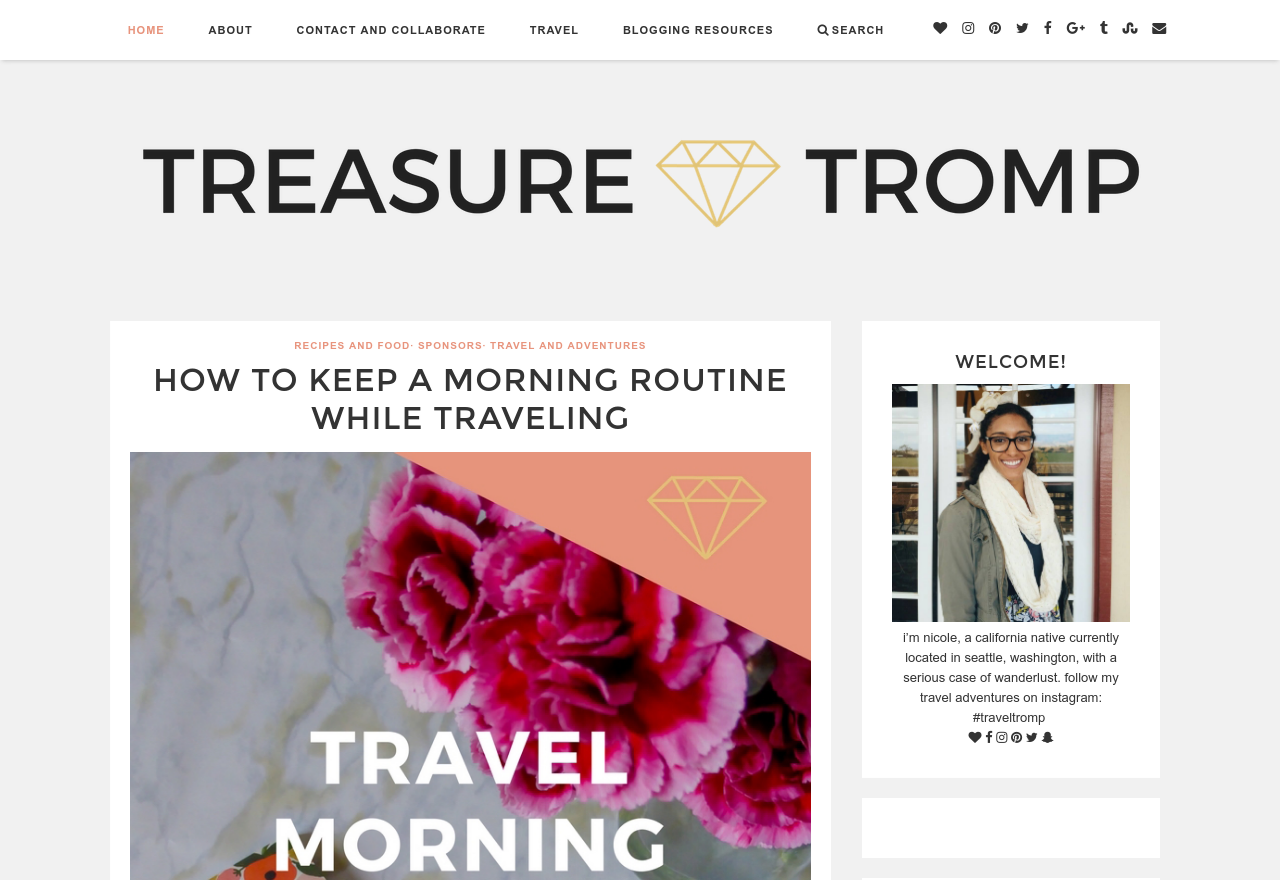 HOME ABOUT CONTACT AND COLLABORATE TRAVEL BLOGGING RESOURCES SEARCH
TREASURE TROMP
RECIPES AND FOOD· SPONSORS· TRAVEL AND ADVENTURES
HOW TO KEEP A MORNING ROUTINE
WHILE TRAVELING
TRAVEL
MORNING
WELCOME!
i'm nicole, a california native currently
located in seattle, washington, with a
serious case of wanderlust. follow my
travel adventures on instagram:
#traveltromp